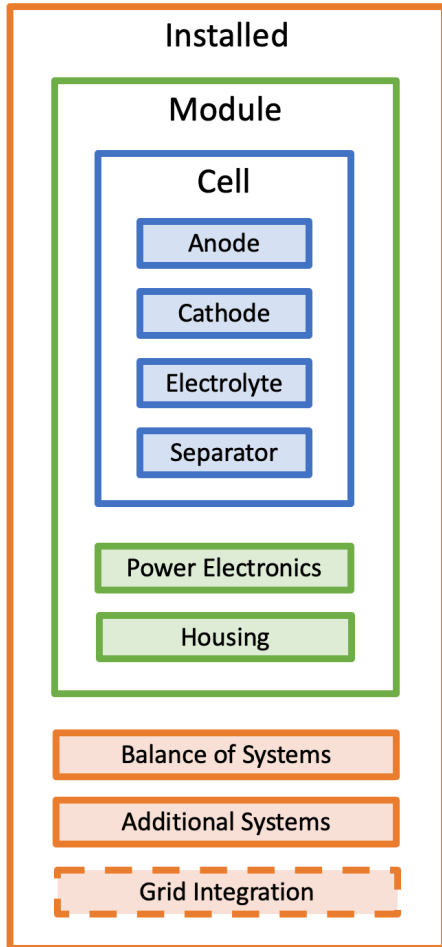 Installed
Module
Cell
Anode
Cathode
Electrolyte
Separator
Power Electronics
Housing
Balance of Systems
Additional Systems
Grid Integration